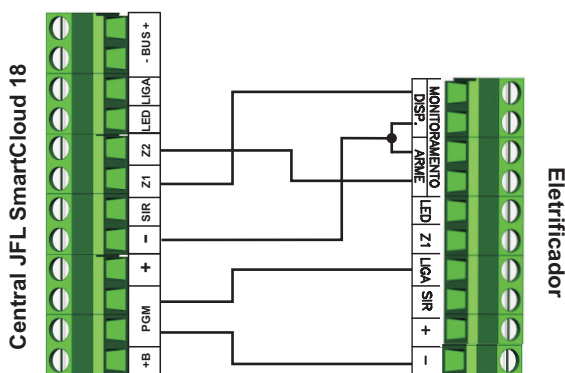 Central JFL SmartCloud 18
- BUS +
LIGA
LED
Z2
Z1
SIR
-
+
PGM
+B
MONITORAMENTO
DISP.
ARME
LED
Z1
LIGA
SIR
+
-
Eletrificador